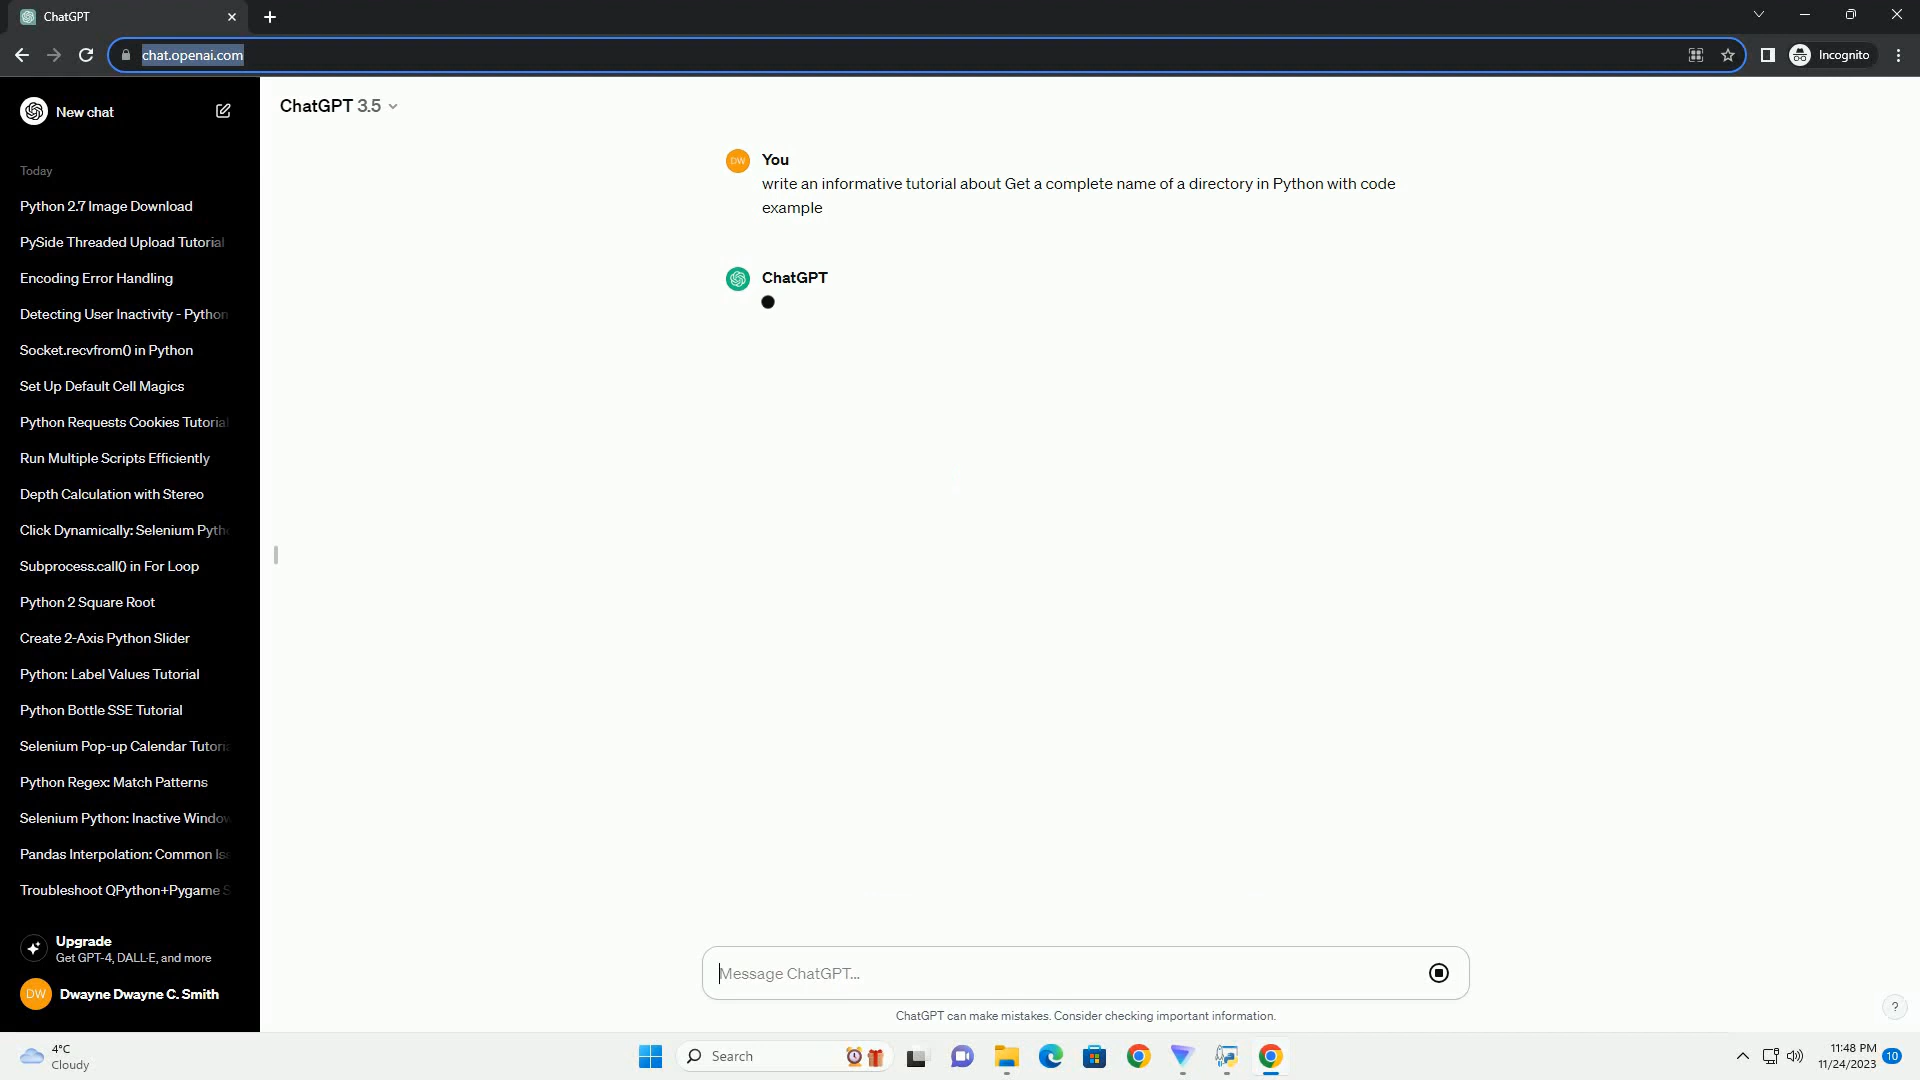 ChatGPT
chat.openai.com
Incognito
New chat
Today
Python 2.7 Image Download
PySide Threaded Upload Tutorial
Encoding Error Handling
Detecting User Inactivity - Python
Socket.recvfrom() in Python
Set Up Default Cell Magics
Python Requests Cookies Tutorial
Run Multiple Scripts Efficiently
Depth Calculation with Stereo
Click Dynamically: Selenium Pytho
Subprocess.call() in For Loop
Python 2 Square Root
Create 2-Axis Python Slider
Python: Label Values Tutorial
Python Bottle SSE Tutorial
Selenium Pop-up Calendar Tutoria
Python Regex: Match Patterns
Selenium Python: Inactive Window
Pandas Interpolation: Common Iss
Troubleshoot QPython+Pygame S
Upgrade
Get GPT-4, DALL·E, and more
DW
Dwayne Dwayne C. Smith
ChatGPT 3.5
DW
You
write an informative tutorial about Get a complete name of a directory in Python with code
example
ChatGPT
Message ChatGPT...
ChatGPT can make mistakes. Consider checking important information.
?
4°C
Cloudy
Search
11:48 PM
11/24/2023
10